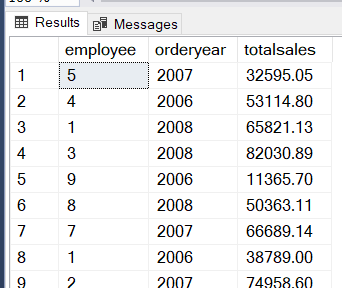 Results Messages
employee orderyear totalsales
1 5 2007 32595.05
2 4 2006 53114.80
3 1 2008 65821.13
4 3 2008 82030.89
5 9 2006 11365.70
6 8 2008 50363.11
7 7 2007 66689.14
8 1 2006 38789.00
9 2 2007 74958.60